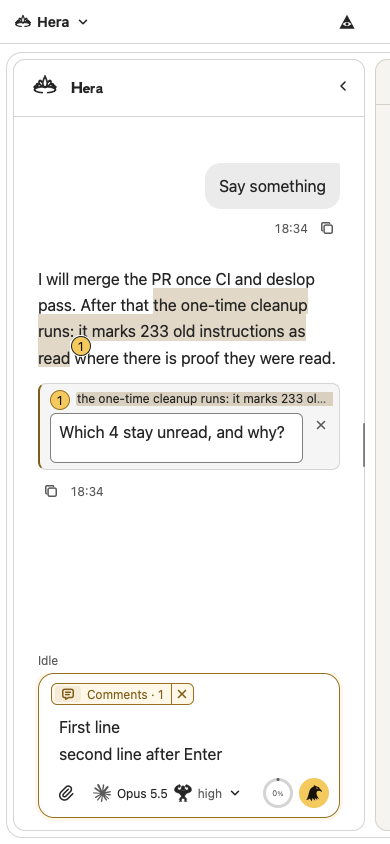 Hera
Hera
Say something
18:34
I will merge the PR once CI and deslop
pass. After that the one-time cleanup
runs: it marks 233 old instructions as
1
read where there is proof they were read.
1 the one-time cleanup runs: it marks 233 ol...
Which 4 stay unread, and why?
18:34
Idle
Comments · 1
First line
second line after Enter
Opus 5.5 high 0%